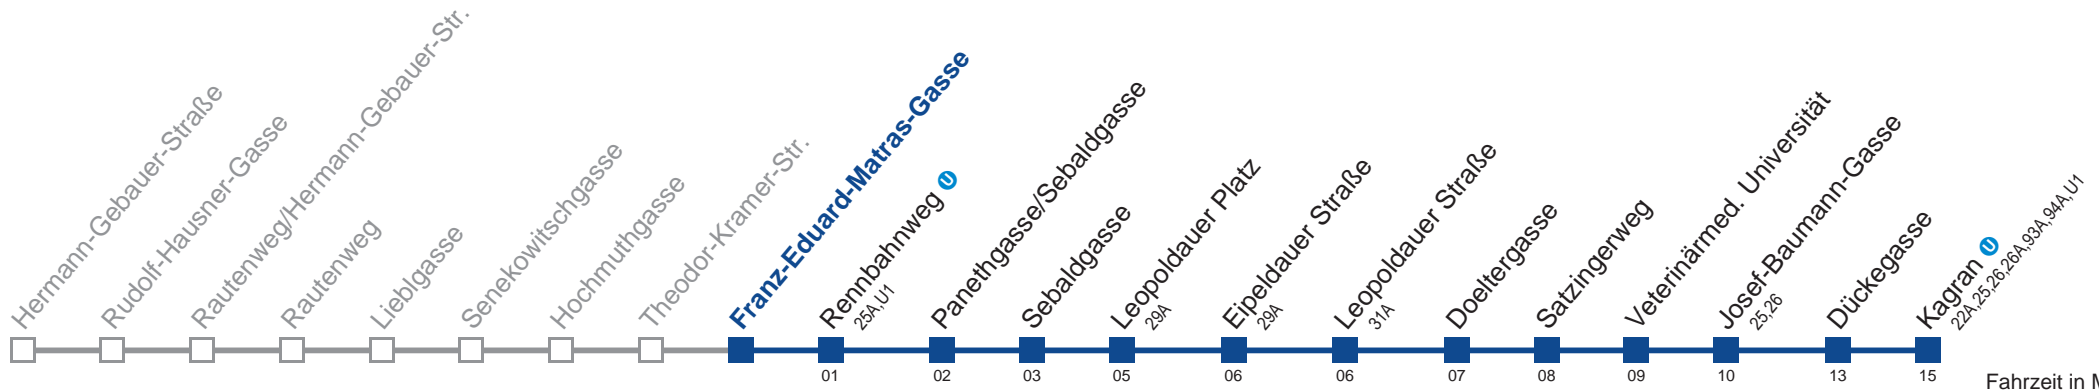 Hermann-Gebauer-Straße
Rudolf-Hausner-Gasse
Rautenweg/Hermann-Gebauer-Str.
Rautenweg
Lieblgasse
Senekowitschgasse
Hochmuthgasse
Theodor-Kramer-Str.
Franz-Eduard-Matras-Gasse
Rennbahnweg U
25A,U1
Panethgasse/Sebaldgasse
Sebaldgasse
Leopoldauer Platz
29A
Eipeldauer Straße
29A
Leopoldauer Straße
31A
Doeltergasse
Satzingerweg
Veterinärmed. Universität
Josef-Baumann-Gasse
25,26
Dückegasse
Kagran U
22A,25,26,26A,93A,94A,U1
01 02 03 05 06 06 07 08 09 10 13 15
Fahrzeit in M